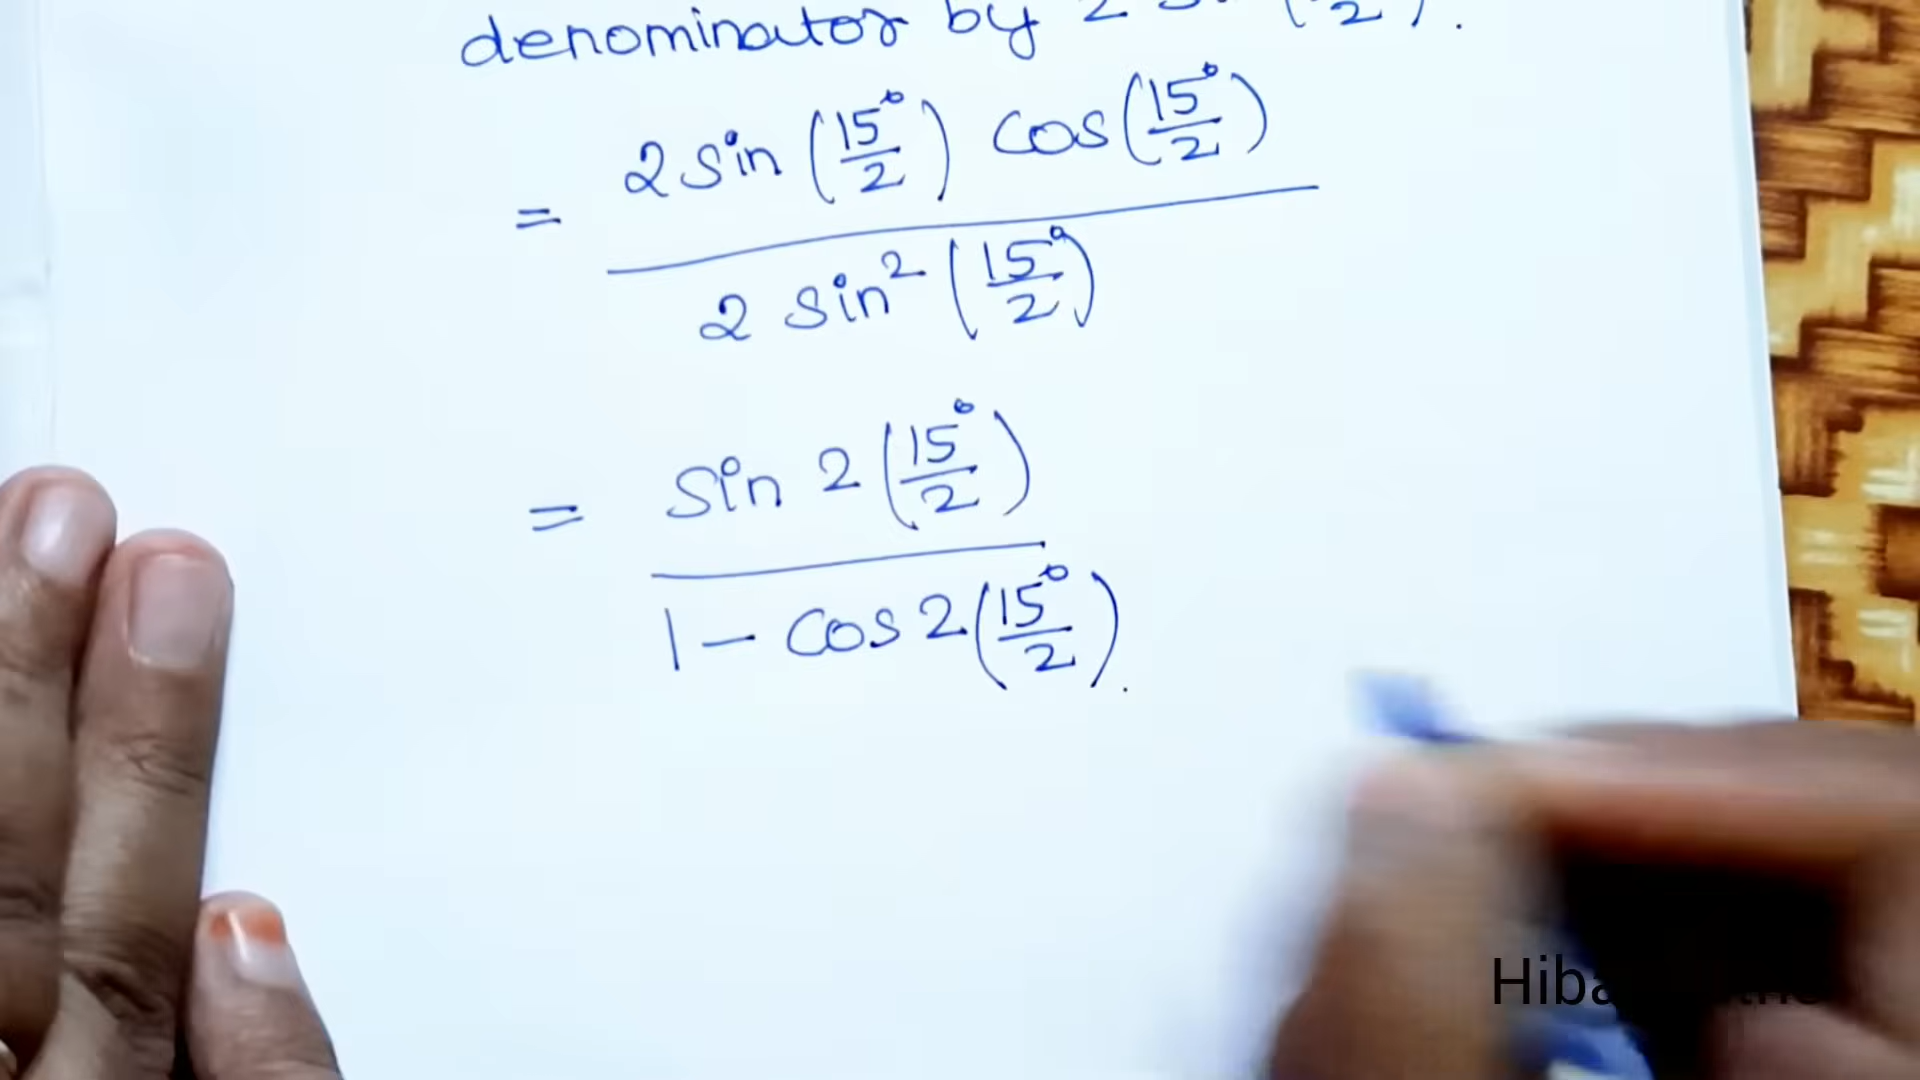 denominator by 2
= 2 sin (15°/2) cos (15°/2)
2 sin² (15°/2)
= sin 2 (15°/2)
1 - cos 2 (15°/2).